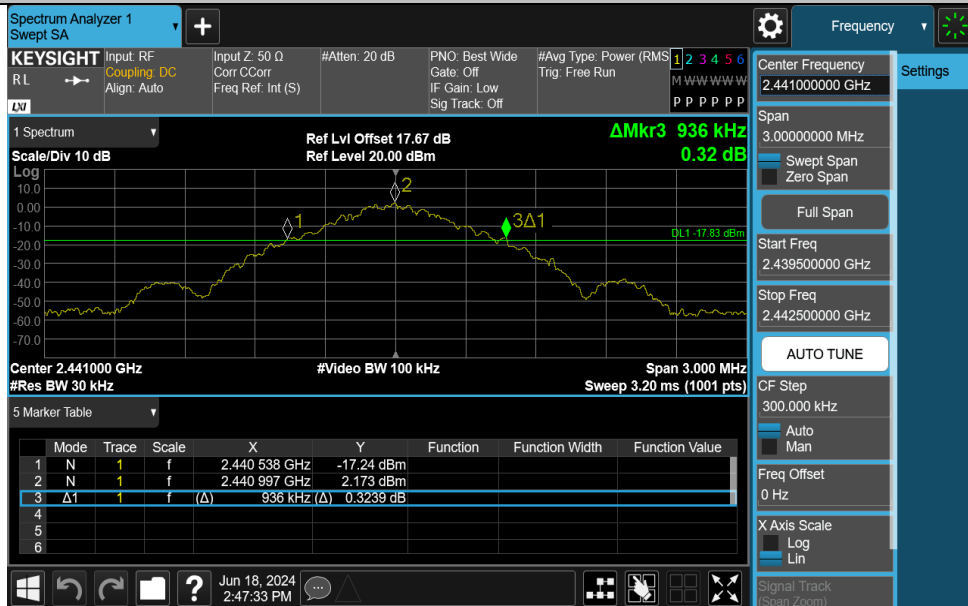 Spectrum Analyzer 1
Swept SA
+
Frequency
KEYSIGHT
RL
LXI
Input: RF
Coupling: DC
Align: Auto
Input Z: 50 Ω
Corr CCorr
Freq Ref: Int (S)
#Atten: 20 dB
PNO: Best Wide
Gate: Off
IF Gain: Low
Sig Track: Off
#Avg Type: Power (RMS
Trig: Free Run
1 2 3 4 5 6
M W W W W W
P P P P P P
Center Frequency
2.441000000 GHz
Settings
Span
3.00000000 MHz
Swept Span
Zero Span
Full Span
Start Freq
2.439500000 GHz
Stop Freq
2.442500000 GHz
AUTO TUNE
CF Step
300.000 kHz
Auto
Man
Freq Offset
0 Hz
X Axis Scale
Log
Lin
Signal Track
(Span Zoom)
1 Spectrum
Scale/Div 10 dB
Ref Lvl Offset 17.67 dB
Ref Level 20.00 dBm
ΔMkr3 936 kHz
0.32 dB
Log
10.0
0.00
-10.0
-20.0
-30.0
-40.0
-50.0
-60.0
-70.0
1
2
3Δ1
DL1 -17.83 dBm
Center 2.441000 GHz
#Video BW 100 kHz
Span 3.000 MHz
#Res BW 30 kHz
Sweep 3.20 ms (1001 pts)
5 Marker Table
Mode Trace Scale X Y Function Function Width Function Value
1 N 1 f 2.440 538 GHz -17.24 dBm
2 N 1 f 2.440 997 GHz 2.173 dBm
3 Δ1 1 f (Δ) 936 kHz (Δ) 0.3239 dB
4
5
6
?
Jun 18, 2024
2:47:33 PM